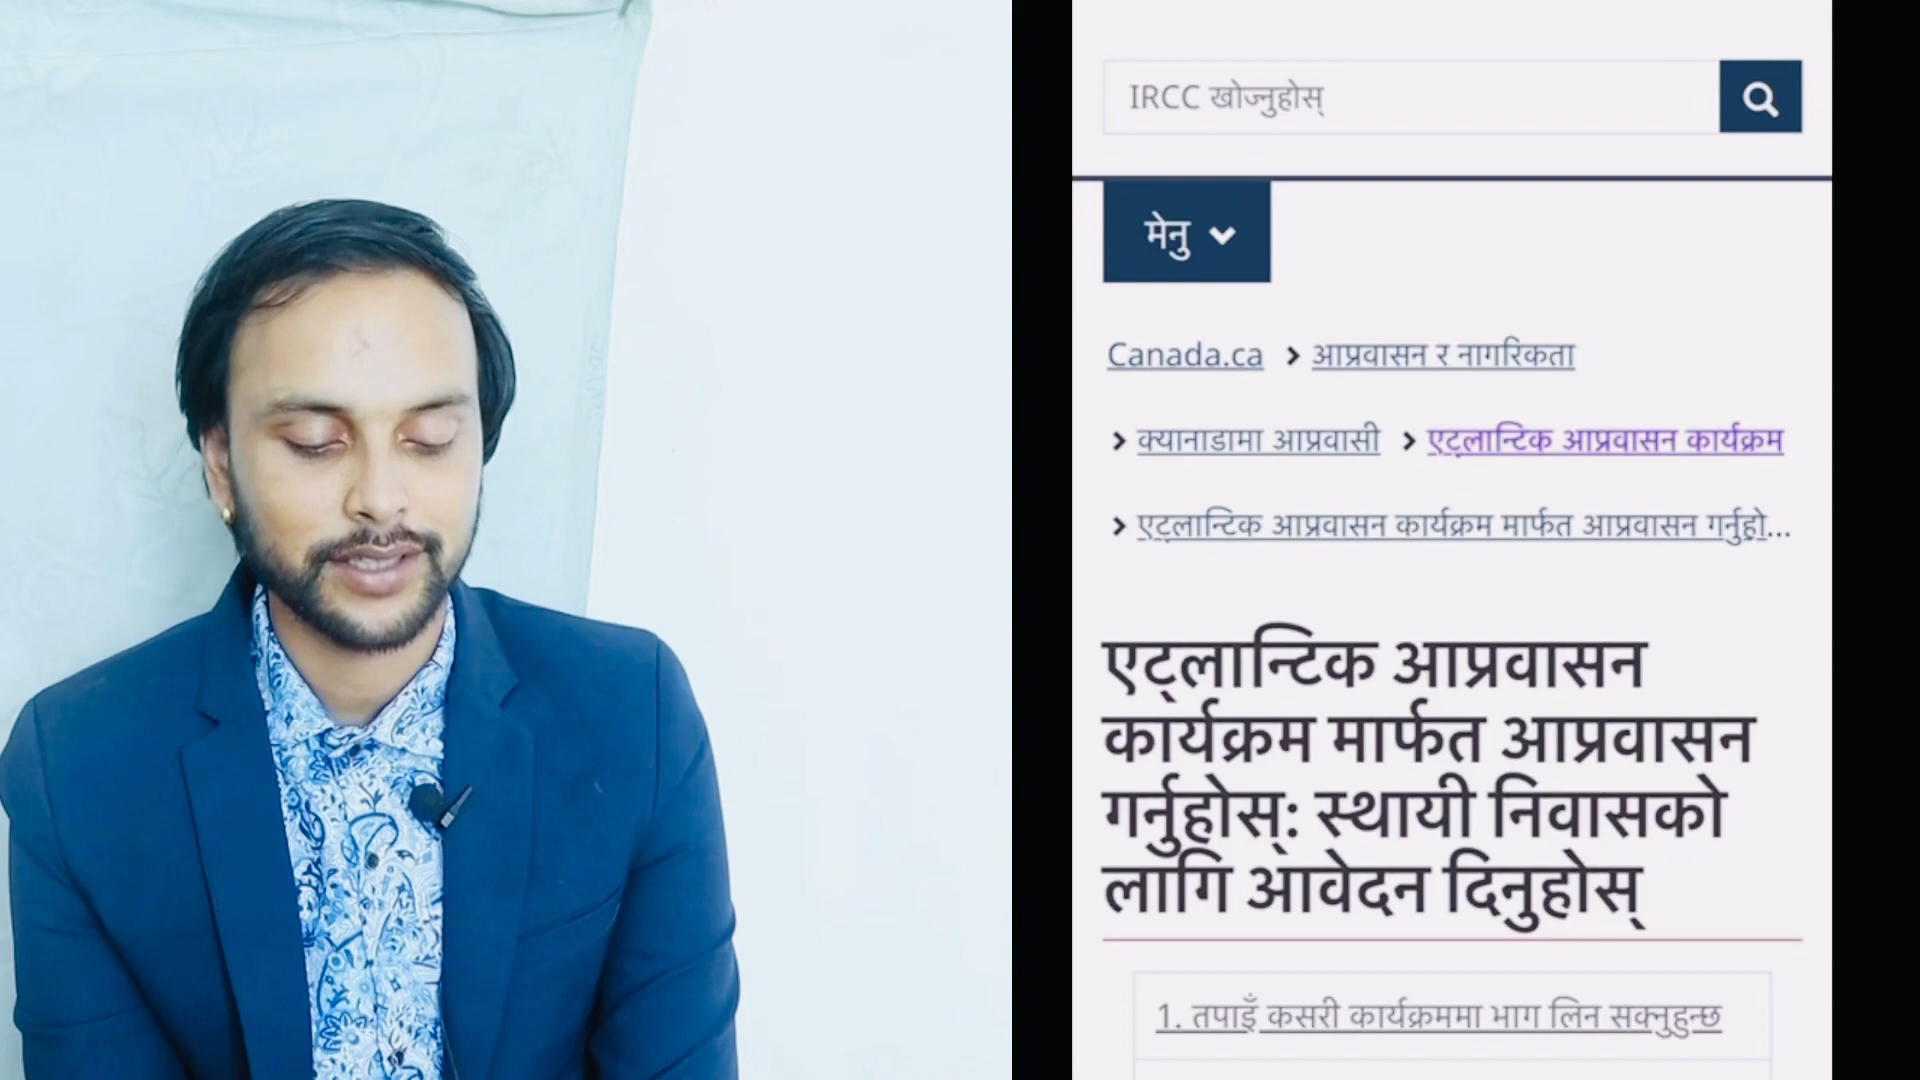 IRCC खोज्नुहोस्
मेनु
Canada.ca > आप्रवासन र नागरिकता
> क्यानाडामा आप्रवासी > एट्लान्टिक आप्रवासन कार्यक्रम
> एट्लान्टिक आप्रवासन कार्यक्रम मार्फत आप्रवासन गर्नुहो...
एट्लान्टिक आप्रवासन
कार्यक्रम मार्फत आप्रवासन
गर्नुहोस्: स्थायी निवासको
लागि आवेदन दिनुहोस्
1. तपाइँ कसरी कार्यक्रममा भाग लिन सक्नुहुन्छ